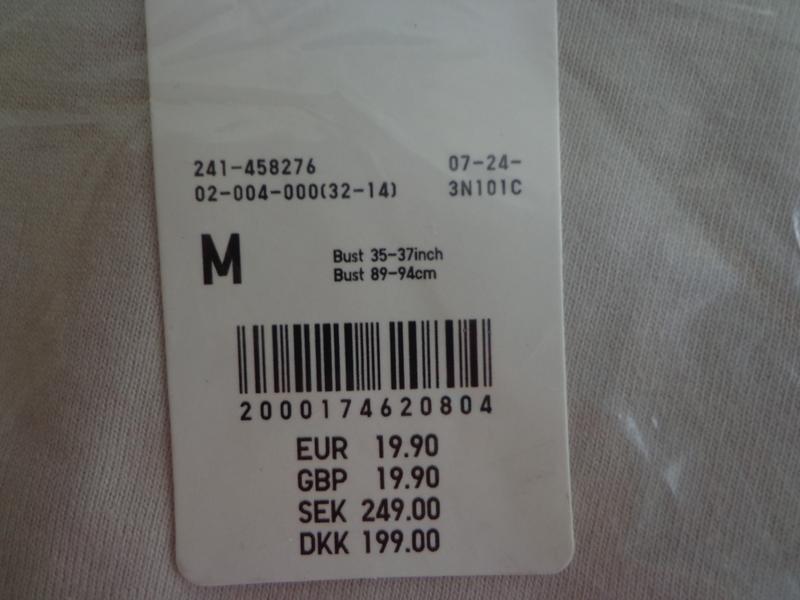 241-458276 07-24-
02-004-000(32-14) 3N101C
M
Bust 35-37inch
Bust 89-94cm
2000174620804
EUR 19.90
GBP 19.90
SEK 249.00
DKK 199.00